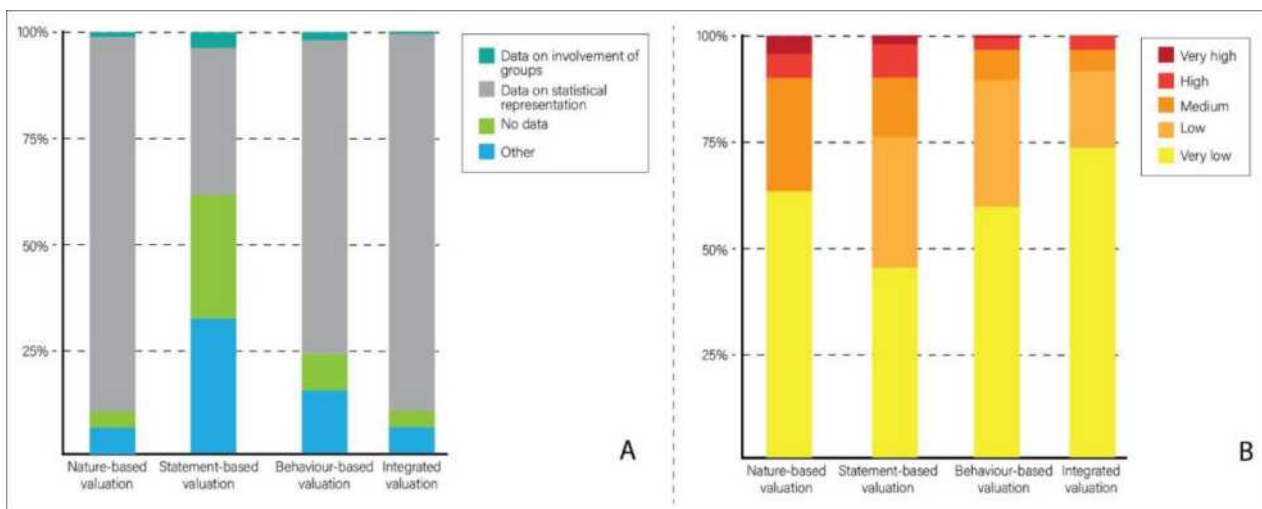 100%
75%
50%
25%
Nature-based
valuation
Statement-based
valuation
Behaviour-based
valuation
Integrated
valuation
Data on involvement of
groups
Data on statistical
representation
No data
Other
A
100%
75%
50%
25%
Nature-based
valuation
Statement-based
valuation
Behaviour-based
valuation
Integrated
valuation
Very high
High
Medium
Low
Very low
B